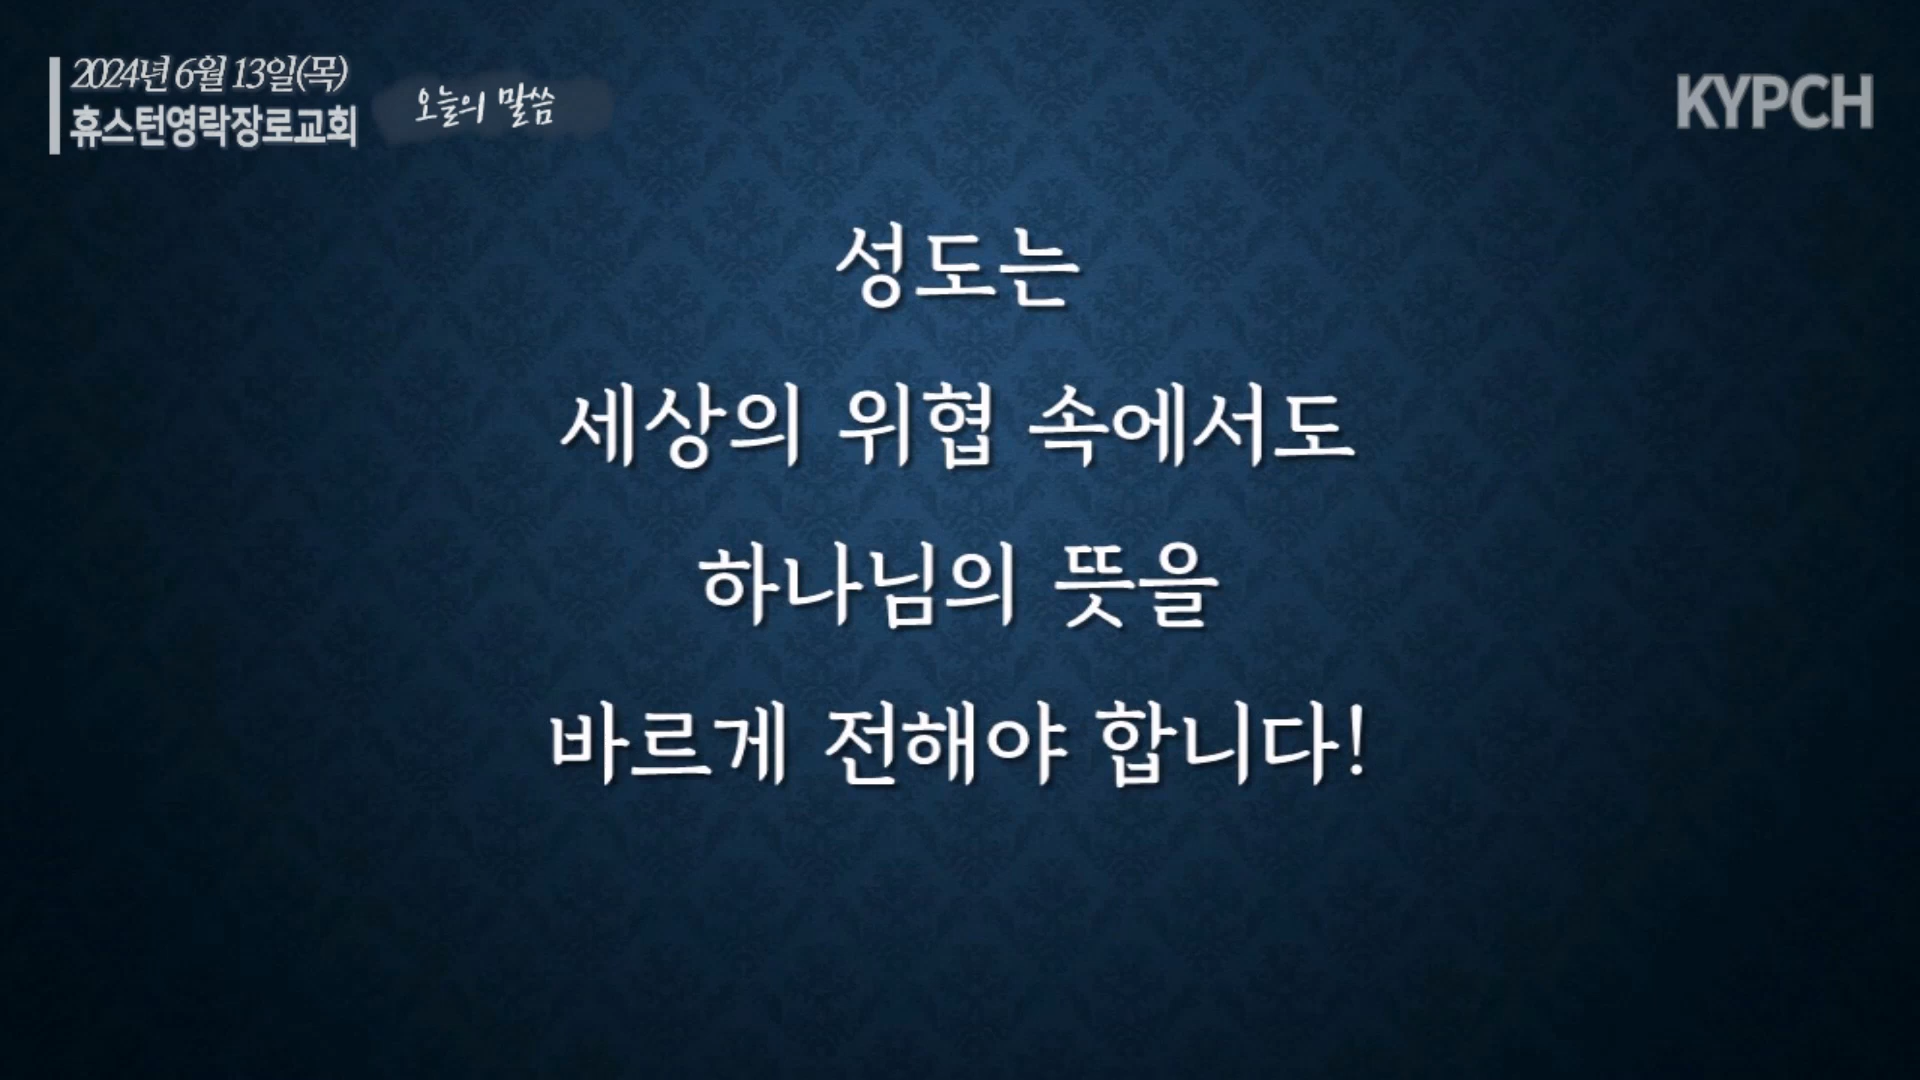 2024년 6월 13일(목)
휴스턴영락장로교회
오늘의 말씀
KYPCH
성도는
세상의 위협 속에서도
하나님의 뜻을
바르게 전해야 합니다!